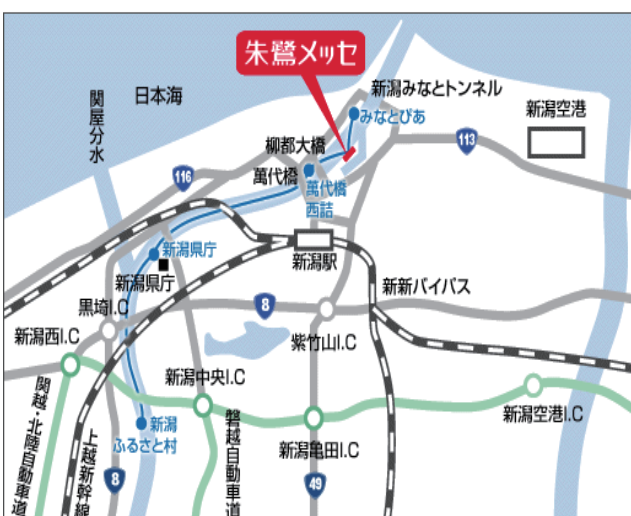 朱鷺メッセ
日本海
関屋分水
新潟みなとトンネル
みなとぴあ
新潟空港
柳都大橋
113
116
萬代橋
萬代橋
西詰
新潟県庁
新潟県庁
新潟駅
新新バイパス
黒埼I.C
8
紫竹山I.C
新潟西I.C
新潟中央I.C
新潟空港I.C
新潟
ふるさと村
新潟亀田I.C
関越・北陸自動車道
上越新幹線
磐越自動車道
8
49